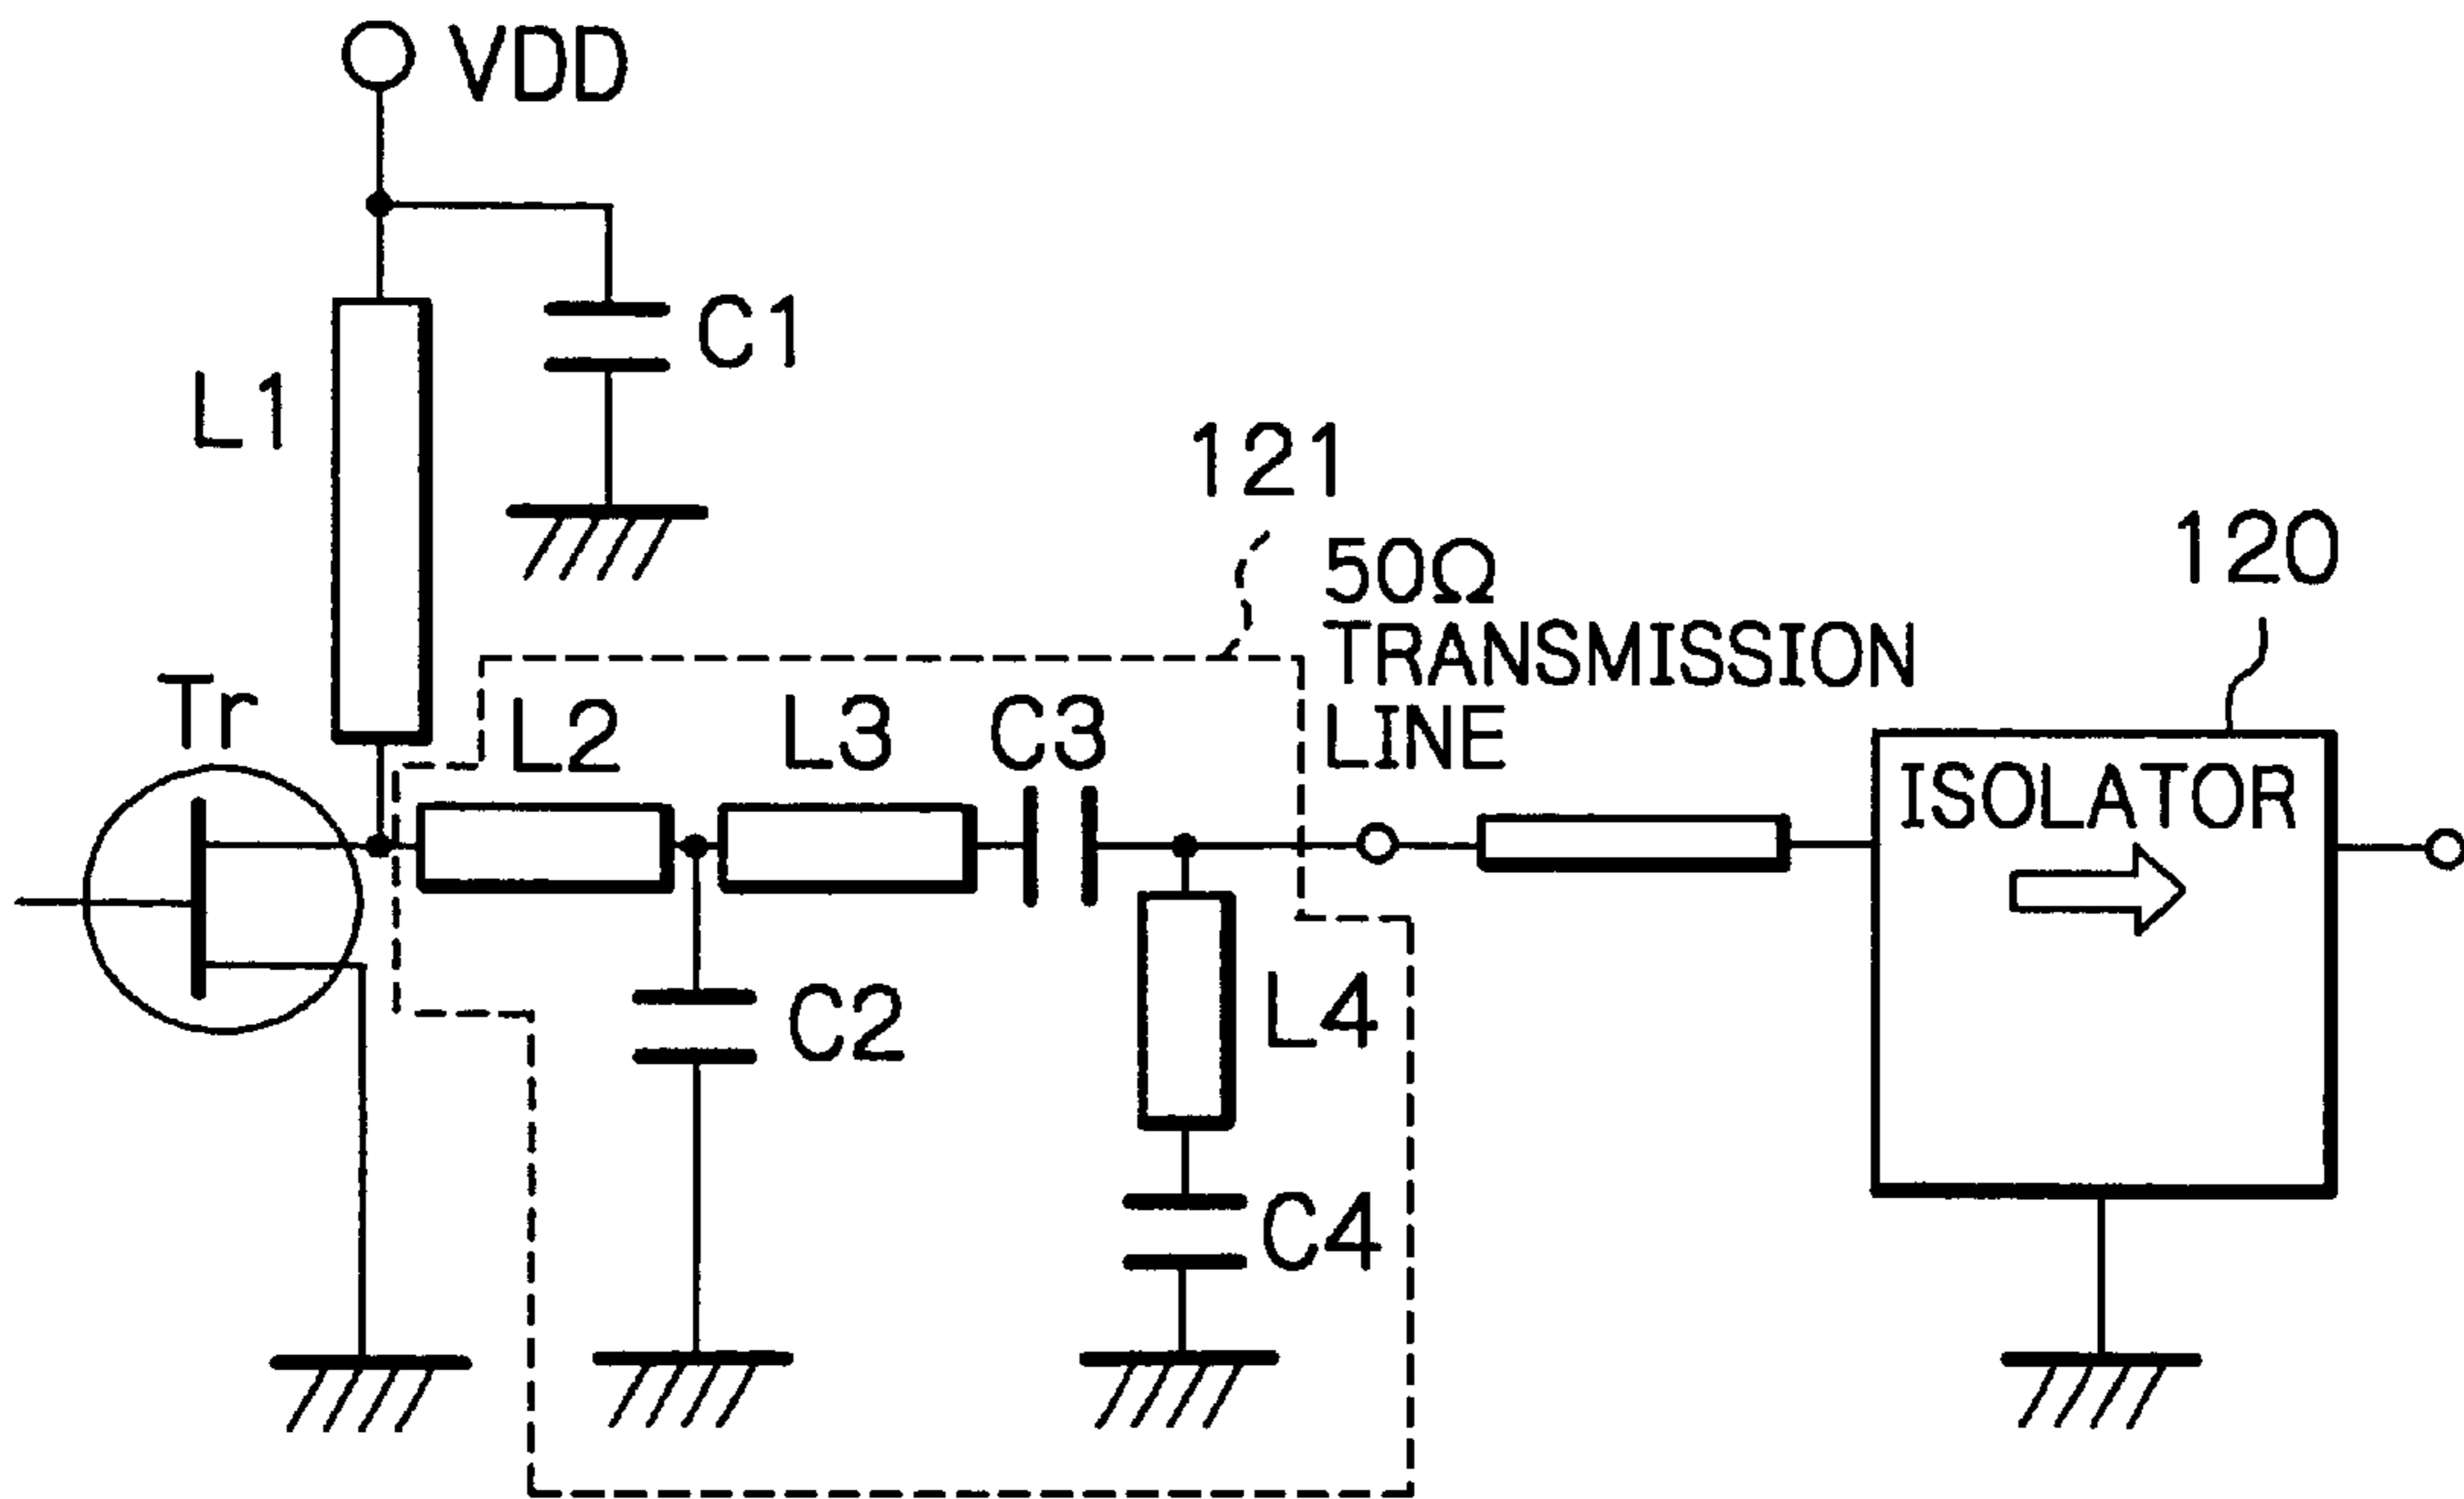 VDD
C1
L1
121
50Ω
TRANSMISSION
LINE
120
Tr
L2
L3
C3
ISOLATOR
C2
L4
C4